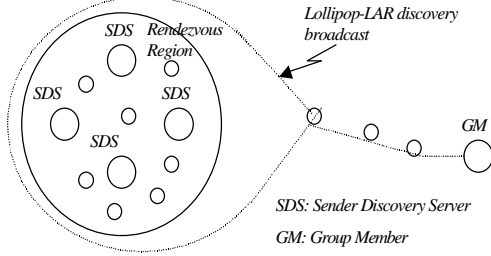 Lollipop-LAR discovery
broadcast
SDS
Rendezvous
Region
SDS
SDS
SDS
GM
SDS: Sender Discovery Server
GM: Group Member